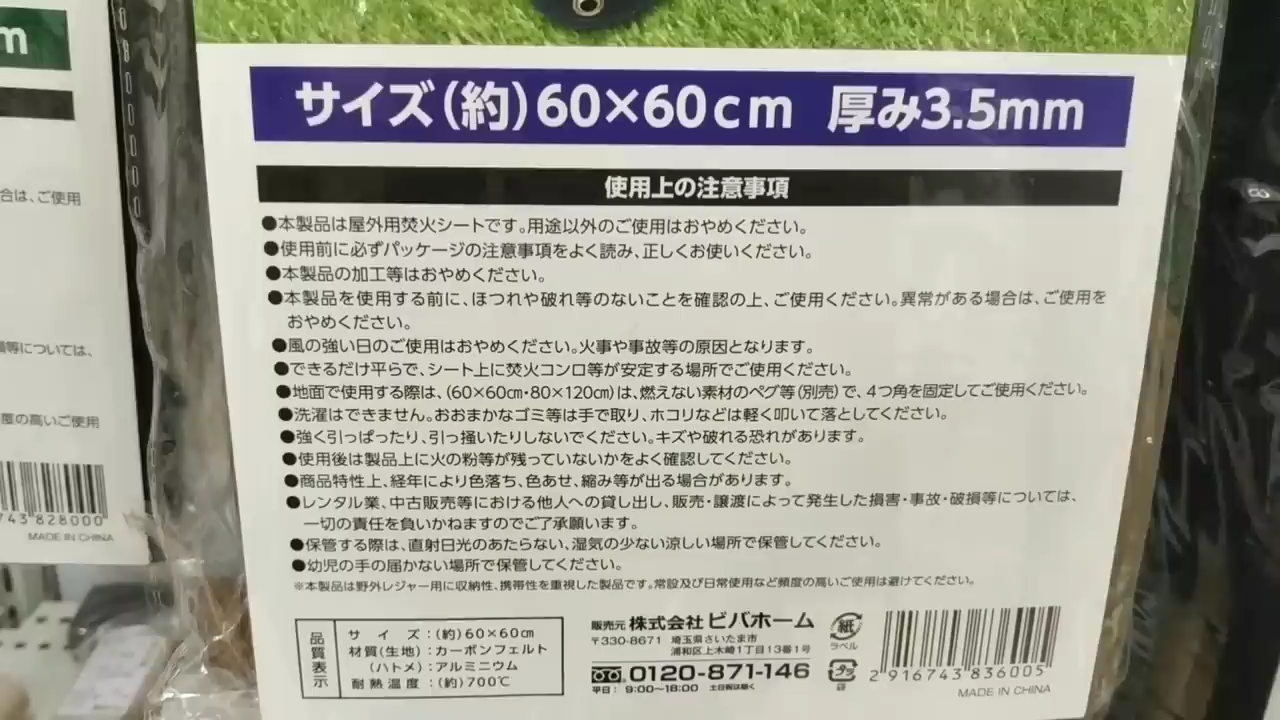 m
合は、ご使用
損等については、
度の高いご使用
743 828000
MADE IN CHINA
サイズ(約)60×60cm 厚み3.5mm
使用上の注意事項
●本製品は屋外用焚火シートです。用途以外のご使用はおやめください。
●使用前に必ずパッケージの注意事項をよく読み、正しくお使いください。
●本製品の加工等はおやめください。
●本製品を使用する前に、ほつれや破れ等のないことを確認の上、ご使用ください。異常がある場合は、ご使用を
おやめください。
●風の強い日のご使用はおやめください。火事や事故等の原因となります。
●できるだけ平らで、シート上に焚火コンロ等が安定する場所でご使用ください。
●地面で使用する際は、(60×60cm・80×120cm)は、燃えない素材のペグ等(別売)で、4つ角を固定してご使用ください。
●洗濯はできません。おおまかなゴミ等は手で取り、ホコリなどは軽く叩いて落としてください。
●強く引っぱったり、引っ掻いたりしないでください。キズや破れる恐れがあります。
●使用後は製品上に火の粉等が残っていないかをよく確認してください。
●商品特性上、経年により色落ち、色あせ、縮み等が出る場合があります。
●レンタル業、中古販売等における他人への貸し出し、販売・譲渡によって発生した損害・事故・破損等については、
一切の責任を負いかねますのでご了承願います。
●保管する際は、直射日光のあたらない、湿気の少ない涼しい場所で保管してください。
●幼児の手の届かない場所で保管してください。
※本製品は野外レジャー用に収納性、携帯性を重視した製品です。常設及び日常使用など頻度の高いご使用は避けてください。
品質表示
サイズ:(約)60×60cm
材質(生地):カーボンフェルト
(ハトメ):アルミニウム
耐熱温度:(約)700℃
販売元 株式会社ビバホーム
〒330-8671 埼玉県さいたま市
浦和区上木崎1丁目13番1号
0120-871-146
平日: 9:00〜18:00 土日祝は除く
紙
ラベル
プラ
袋
2 916743 836005
MADE IN CHINA
8